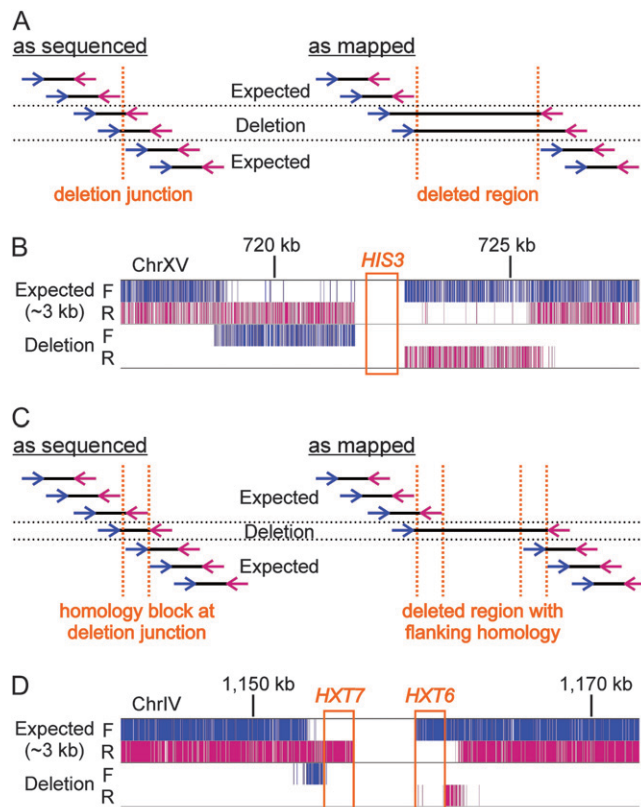 A
as sequenced
as mapped
Expected
Deletion
Expected
deletion junction
deleted region
B
720 kb
HIS3
725 kb
ChrXV
Expected F
(~3 kb) R
Deletion F
R
C
as sequenced
as mapped
Expected
Deletion
Expected
homology block at
deletion junction
deleted region with
flanking homology
D
1,150 kb
HXT7
HXT6
1,170 kb
ChrIV
Expected F
(~3 kb) R
Deletion F
R